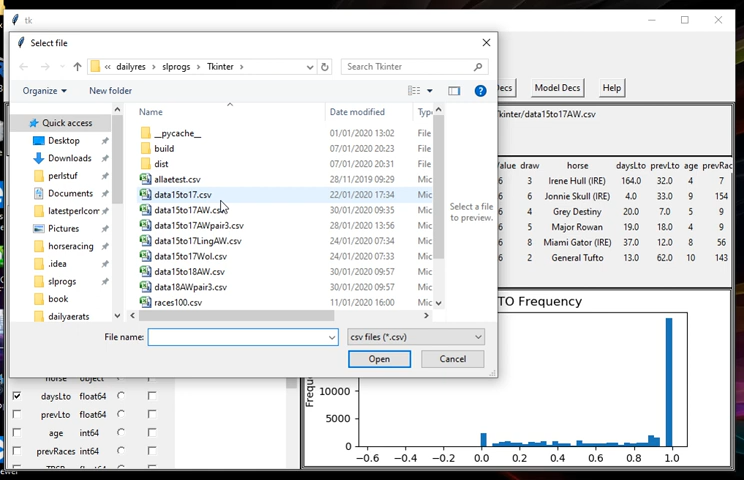 tk
Select file
« dailyres > slprogs > Tkinter >
Search Tkinter
Organize
New folder
Decs
Model Decs
Help
Name
Date modified
Quick access
Desktop
Downloads
perlstuf
Documents
latestperlcom
Pictures
horseracing
.idea
slprogs
book
dailyaerats
__pycache__ 01/01/2020 13:02 File
build 07/01/2020 20:23 File
dist 07/01/2020 20:31 File
allaetest.csv 28/11/2019 09:29 Mic
data15to17.csv 22/01/2020 17:34 Mic
data15to17AW.csv 30/01/2020 09:35 Mic
data15to17AWpair3.csv 28/01/2020 13:56 Mic
data15to17LingAW.csv 24/01/2020 07:34 Mic
data15to17Wol.csv 24/01/2020 07:33 Mic
data15to18AW.csv 30/01/2020 09:57 Mic
data18AWpair3.csv 30/01/2020 09:57 Mic
races100.csv 11/01/2020 16:00 Mic
Select a file
to preview.
File name:
csv files (*.csv)
Open
Cancel
kinter/data15to17AW.csv
Value draw horse daysLto prevLto age prevRac
6 3 Irene Hull (IRE) 164.0 32.0 4 7
6 6 Jonnie Skull (IRE) 4.0 33.0 9 154
6 4 Grey Destiny 20.0 7.0 5 9
6 5 Major Rowan 19.0 18.0 4 9
6 8 Miami Gator (IRE) 37.0 12.0 8 56
6 2 General Tufto 13.0 62.0 10 143
TO Frequency
10000
5000
0
−0.6 −0.4 −0.2 0.0 0.2 0.4 0.6 0.8 1.0
horse object
daysLto float64
prevLto float64
age int64
prevRaces int64